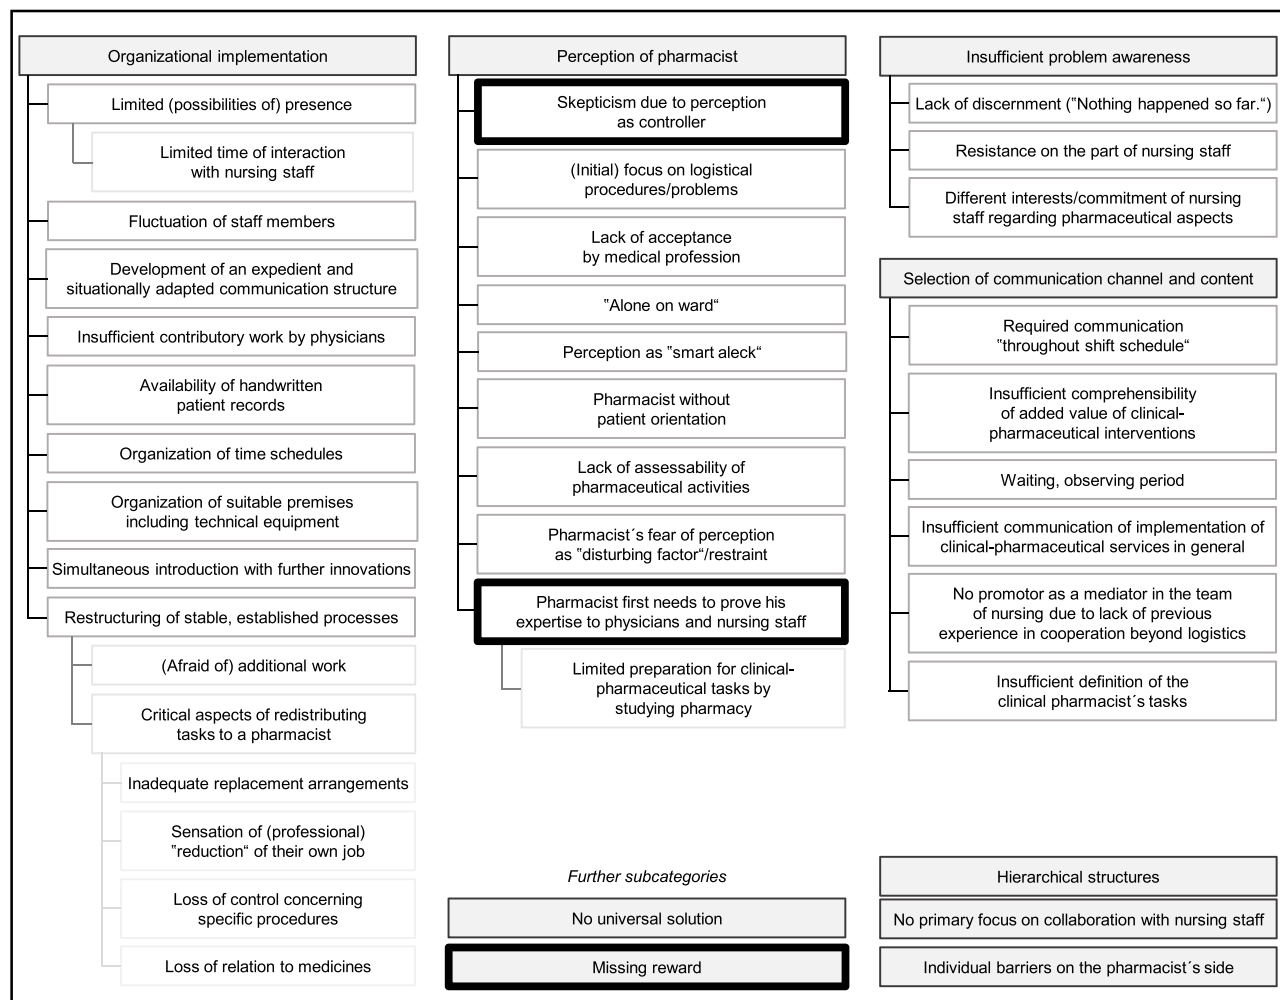 Organizational implementation
Limited (possibilities of) presence
Limited time of interaction
with nursing staff
Fluctuation of staff members
Development of an expedient and
situationally adapted communication structure
Insufficient contributory work by physicians
Availability of handwritten
patient records
Organization of time schedules
Organization of suitable premises
including technical equipment
Simultaneous introduction with further innovations
Restructuring of stable, established processes
(Afraid of) additional work
Critical aspects of redistributing
tasks to a pharmacist
Inadequate replacement arrangements
Sensation of (professional)
"reduction“ of their own job
Loss of control concerning
specific procedures
Loss of relation to medicines
Perception of pharmacist
Skepticism due to perception
as controller
(Initial) focus on logistical
procedures/problems
Lack of acceptance
by medical profession
"Alone on ward“
Perception as "smart aleck“
Pharmacist without
patient orientation
Lack of assessability of
pharmaceutical activities
Pharmacist´s fear of perception
as "disturbing factor“/restraint
Pharmacist first needs to prove his
expertise to physicians and nursing staff
Limited preparation for clinical-
pharmaceutical tasks by
studying pharmacy
Insufficient problem awareness
Lack of discernment ("Nothing happened so far.“)
Resistance on the part of nursing staff
Different interests/commitment of nursing
staff regarding pharmaceutical aspects
Selection of communication channel and content
Required communication
"throughout shift schedule“
Insufficient comprehensibility
of added value of clinical-
pharmaceutical interventions
Waiting, observing period
Insufficient communication of implementation of
clinical-pharmaceutical services in general
No promotor as a mediator in the team
of nursing due to lack of previous
experience in cooperation beyond logistics
Insufficient definition of the
clinical pharmacist´s tasks
Further subcategories
No universal solution
Missing reward
Hierarchical structures
No primary focus on collaboration with nursing staff
Individual barriers on the pharmacist´s side